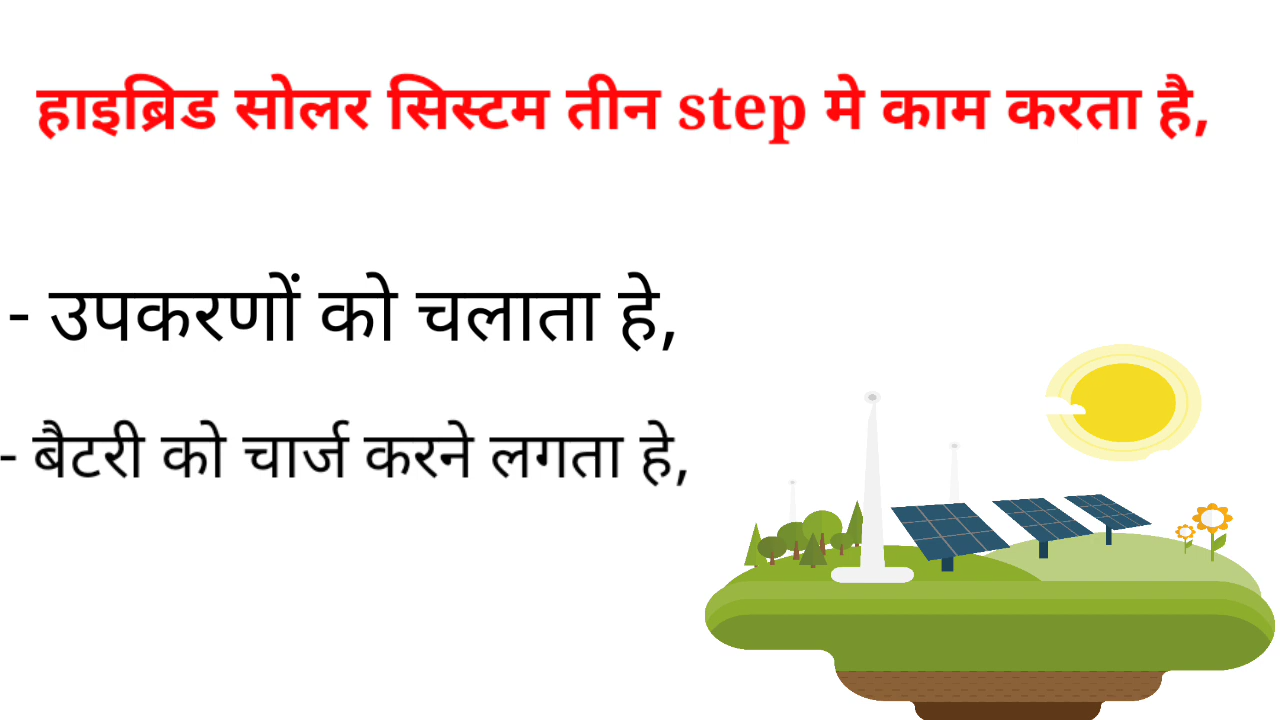 हाइब्रिड सोलर सिस्टम तीन step मे काम करता है,
- उपकरणों को चलाता हे,
- बैटरी को चार्ज करने लगता हे,